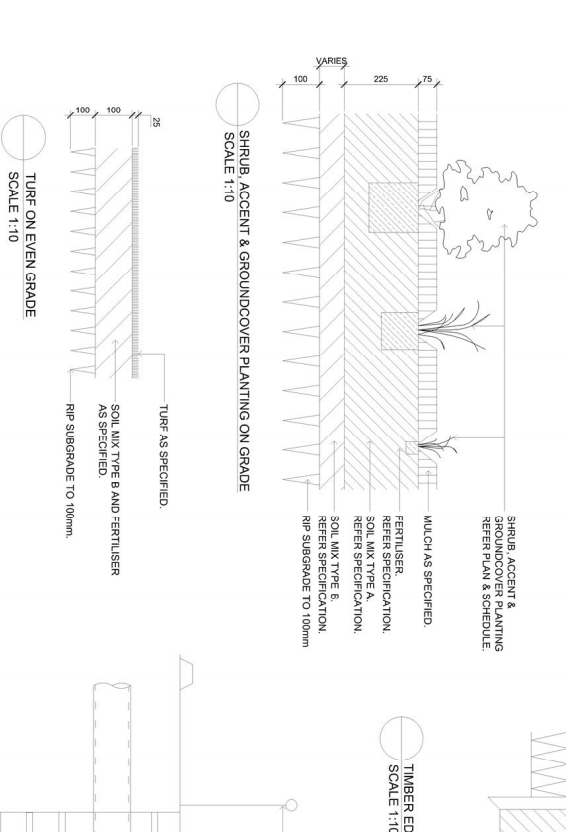 SHRUB, ACCENT &
GROUNDCOVER PLANTING
REFER PLAN & SCHEDULE.
MULCH AS SPECIFIED.
FERTILISER.
REFER SPECIFICATION.
SOIL MIX TYPE A.
REFER SPECIFICATION.
SOIL MIX TYPE B.
REFER SPECIFICATION.
RIP SUBGRADE TO 100mm
75
225
VARIES
100
SHRUB, ACCENT & GROUNDCOVER PLANTING ON GRADE
SCALE 1:10
25
100
100
TURF AS SPECIFIED.
SOIL MIX TYPE B AND FERTILISER
AS SPECIFIED.
RIP SUBGRADE TO 100mm.
TURF ON EVEN GRADE
SCALE 1:10
TIMBER ED
SCALE 1:10